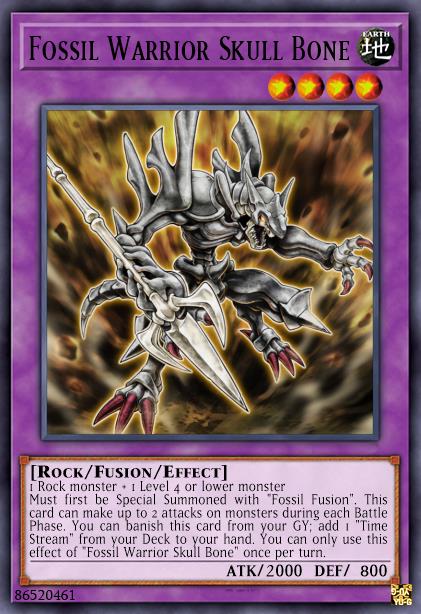 FOSSIL WARRIOR SKULL BONE
EARTH
地
[ROCK/FUSION/EFFECT]
1 Rock monster + 1 Level 4 or lower monster
Must first be Special Summoned with "Fossil Fusion". This
card can make up to 2 attacks on monsters during each Battle
Phase. You can banish this card from your GY; add 1 "Time
Stream" from your Deck to your hand. You can only use this
effect of "Fossil Warrior Skull Bone" once per turn.
ATK/2000 DEF/ 800
86520461